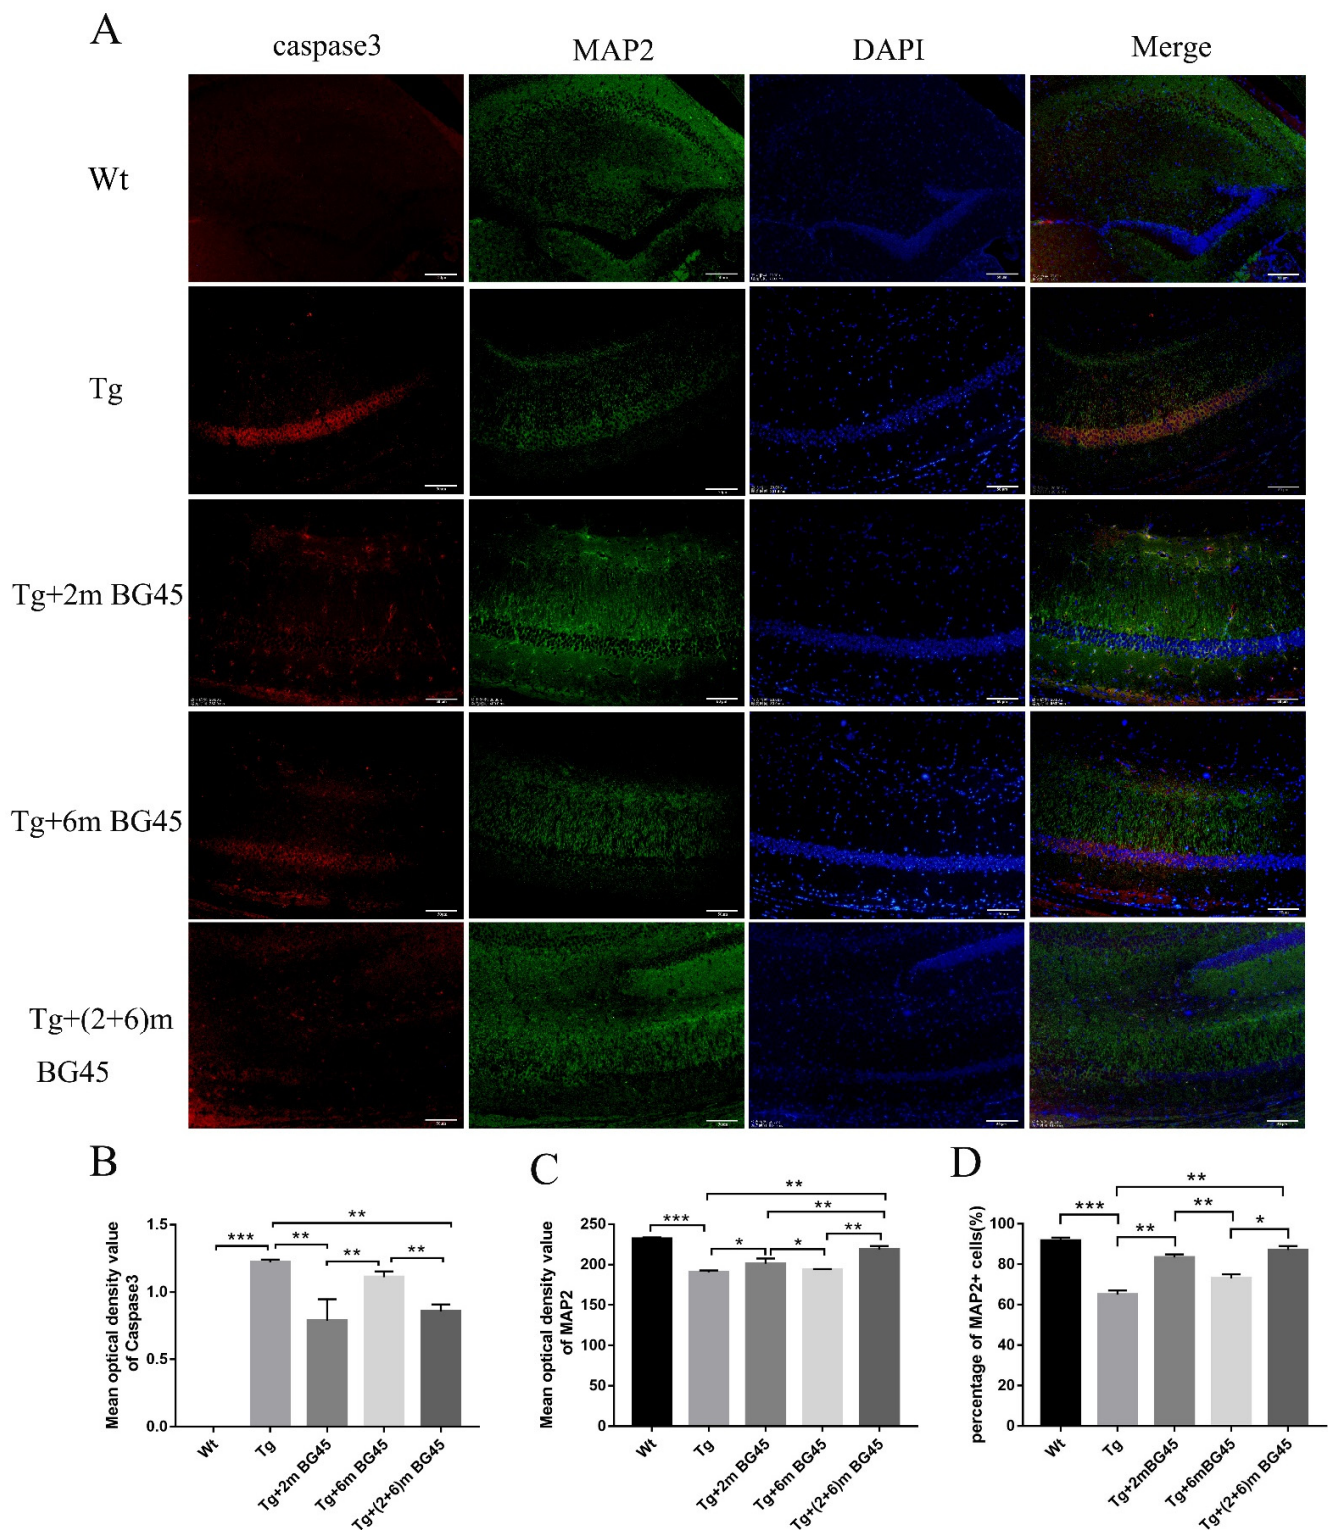 A
caspase3 MAP2 DAPI Merge
Wt
Tg
Tg+2m BG45
Tg+6m BG45
Tg+(2+6)m
BG45
B
Mean optical density value
of Caspase3
1.5
1.0
0.5
0.0
***
**
**
**
**
Wt
Tg
Tg+2m BG45
Tg+6m BG45
Tg+(2+6)m BG45
C
Mean optical density value
of MAP2
250
200
150
100
50
0
***
*
*
**
**
**
Wt
Tg
Tg+2m BG45
Tg+6m BG45
Tg+(2+6)m BG45
D
percentage of MAP2+ cells(%)
100
80
60
40
20
0
***
**
**
*
**
Wt
Tg
Tg+2mBG45
Tg+6mBG45
Tg+(2+6)m BG45